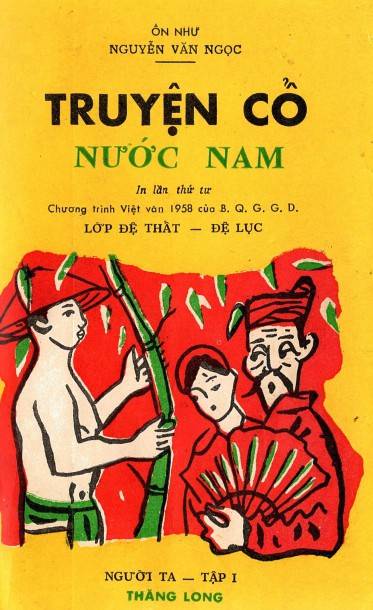 ÔN NHƯ
NGUYỄN VĂN NGỌC
TRUYỆN CỔ
NƯỚC NAM
In lần thứ tư
Chương trình Việt văn 1958 của B. Q. G. G. D.
LỚP ĐỆ THẤT — ĐỆ LỤC
NGƯỜI TA — TẬP I
THĂNG LONG